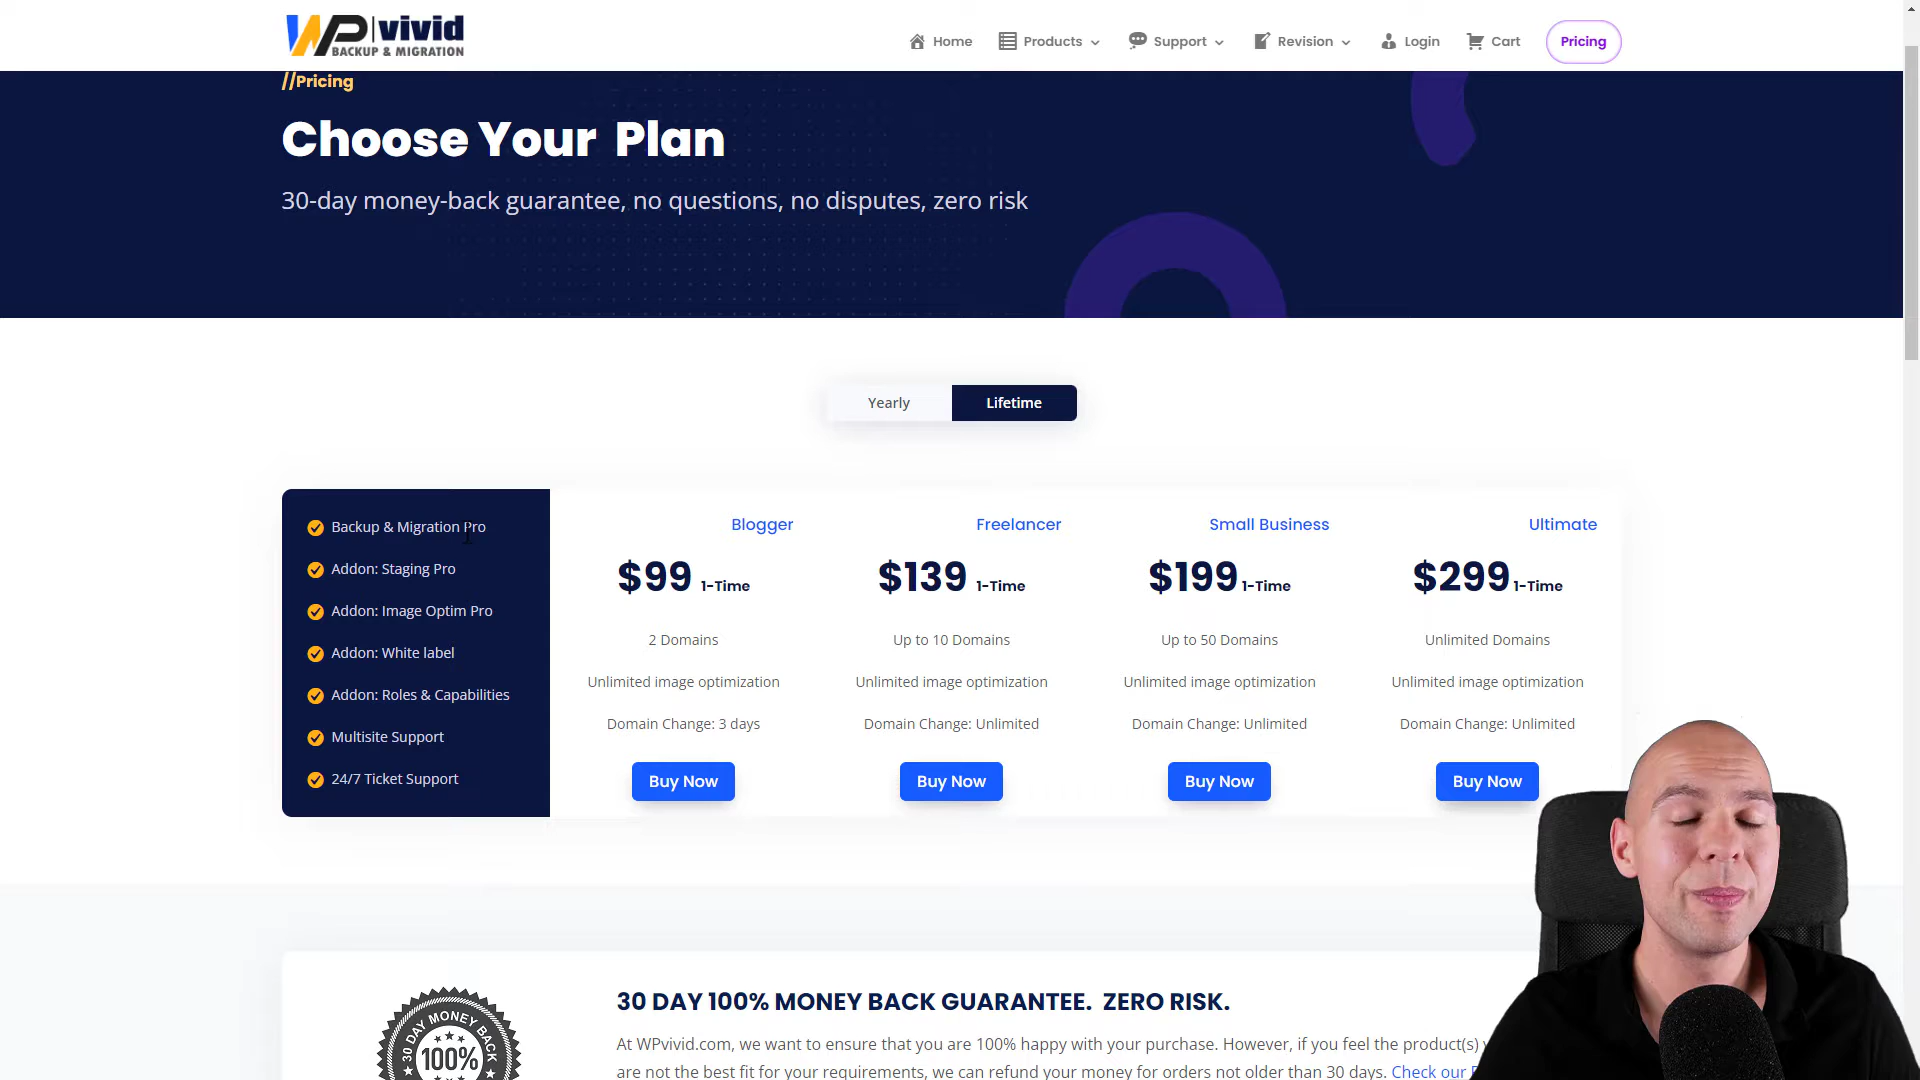 WP|vivid
BACKUP & MIGRATION
Home
Products
Support
Revision
Login
Cart
Pricing
//Pricing
Choose Your Plan
30-day money-back guarantee, no questions, no disputes, zero risk
Yearly
Lifetime
Backup & Migration Pro
Addon: Staging Pro
Addon: Image Optim Pro
Addon: White label
Addon: Roles & Capabilities
Multisite Support
24/7 Ticket Support
Blogger
$99 1-Time
2 Domains
Unlimited image optimization
Domain Change: 3 days
Buy Now
Freelancer
$139 1-Time
Up to 10 Domains
Unlimited image optimization
Domain Change: Unlimited
Buy Now
Small Business
$199 1-Time
Up to 50 Domains
Unlimited image optimization
Domain Change: Unlimited
Buy Now
Ultimate
$299 1-Time
Unlimited Domains
Unlimited image optimization
Domain Change: Unlimited
Buy Now
30 DAY MONEY BACK
100%
30 DAY 100% MONEY BACK GUARANTEE. ZERO RISK.
At WPvivid.com, we want to ensure that you are 100% happy with your purchase. However, if you feel the product(s)
are not the best fit for your requirements, we can refund your money for orders not older than 30 days. Check our